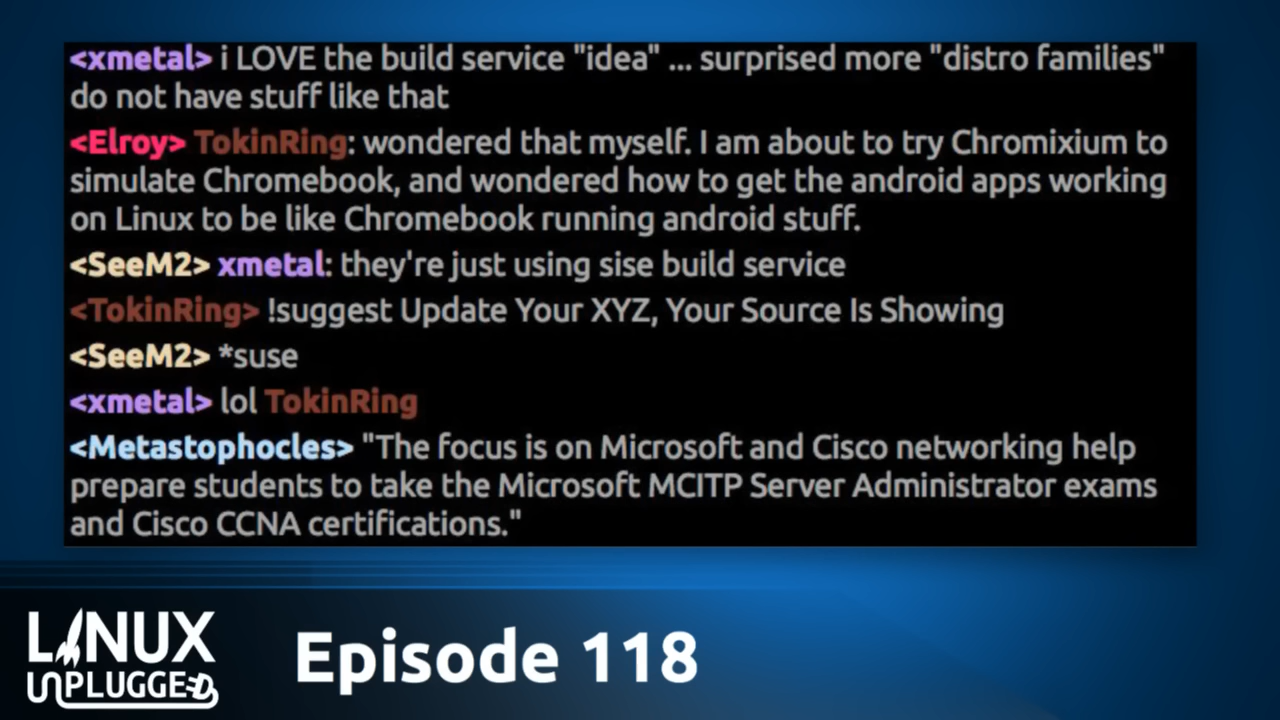 <xmetal> i LOVE the build service "idea" ... surprised more "distro families"
do not have stuff like that
<Elroy> TokinRing: wondered that myself. I am about to try Chromixium to
simulate Chromebook, and wondered how to get the android apps working
on Linux to be like Chromebook running android stuff.
<SeeM2> xmetal: they're just using sise build service
<TokinRing> !suggest Update Your XYZ, Your Source Is Showing
<SeeM2> *suse
<xmetal> lol TokinRing
<Metastophocles> "The focus is on Microsoft and Cisco networking help
prepare students to take the Microsoft MCITP Server Administrator exams
and Cisco CCNA certifications."
LINUX
UNPLUGGED
Episode 118